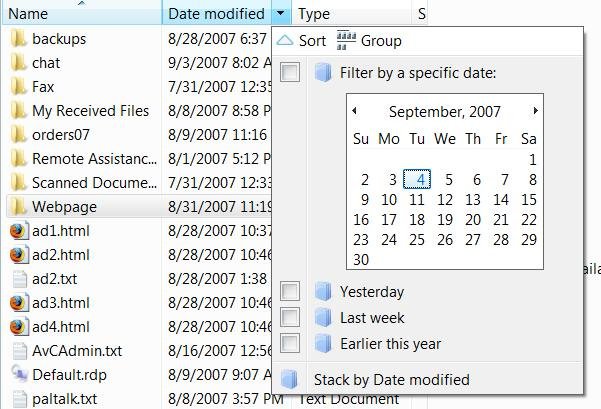 Name Date modified Type S
backups 8/28/2007 6:37
chat 9/3/2007 8:02 A
Fax 7/31/2007 12:35
My Received Files 8/8/2007 8:58 P
orders07 8/9/2007 11:16
Remote Assistanc... 8/1/2007 5:12 P
Scanned Docume... 7/31/2007 12:33
Webpage 8/31/2007 11:19
ad1.html 8/28/2007 10:37
ad2.html 8/28/2007 10:46
ad2.txt 8/28/2007 1:38
ad3.html 8/28/2007 10:46
ad4.html 8/28/2007 10:46
AvCAdmin.txt 8/16/2007 12:56
Default.rdp 8/9/2007 9:07 A
paltalk.txt 8/8/2007 3:57 PM Text Document
Sort Group
Filter by a specific date:
September, 2007
Su Mo Tu We Th Fr Sa
1
2 3 4 5 6 7 8
9 10 11 12 13 14 15
16 17 18 19 20 21 22
23 24 25 26 27 28 29
30
Yesterday
Last week
Earlier this year
Stack by Date modified